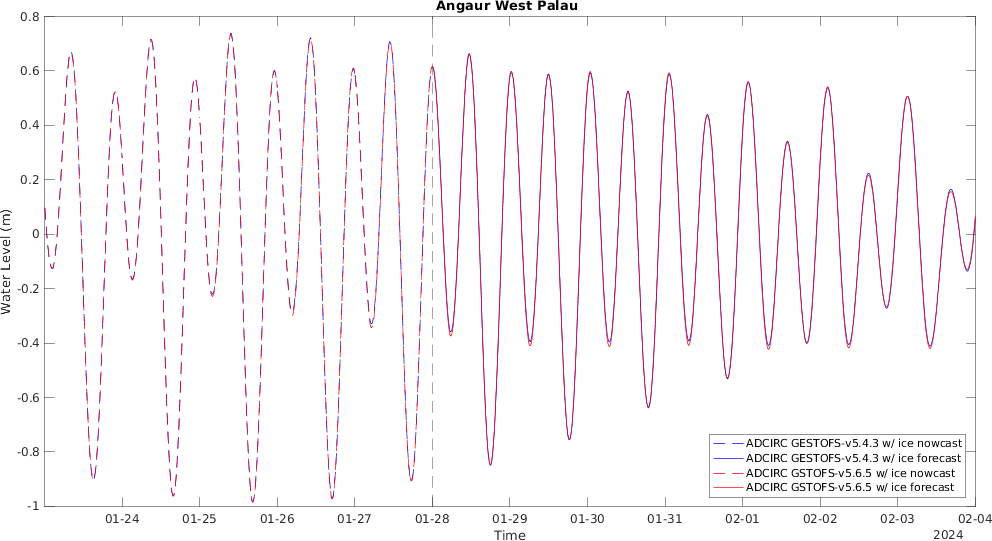 Angaur West Palau
0.8
0.6
0.4
0.2
0
-0.2
-0.4
-0.6
-0.8
-1
Water Level (m)
ADCIRC GESTOFS-v5.4.3 w/ ice nowcast
ADCIRC GESTOFS-v5.4.3 w/ ice forecast
ADCIRC GSTOFS-v5.6.5 w/ ice nowcast
ADCIRC GSTOFS-v5.6.5 w/ ice forecast
01-24 01-25 01-26 01-27 01-28 01-29 01-30 01-31 02-01 02-02 02-03 02-04
Time
2024